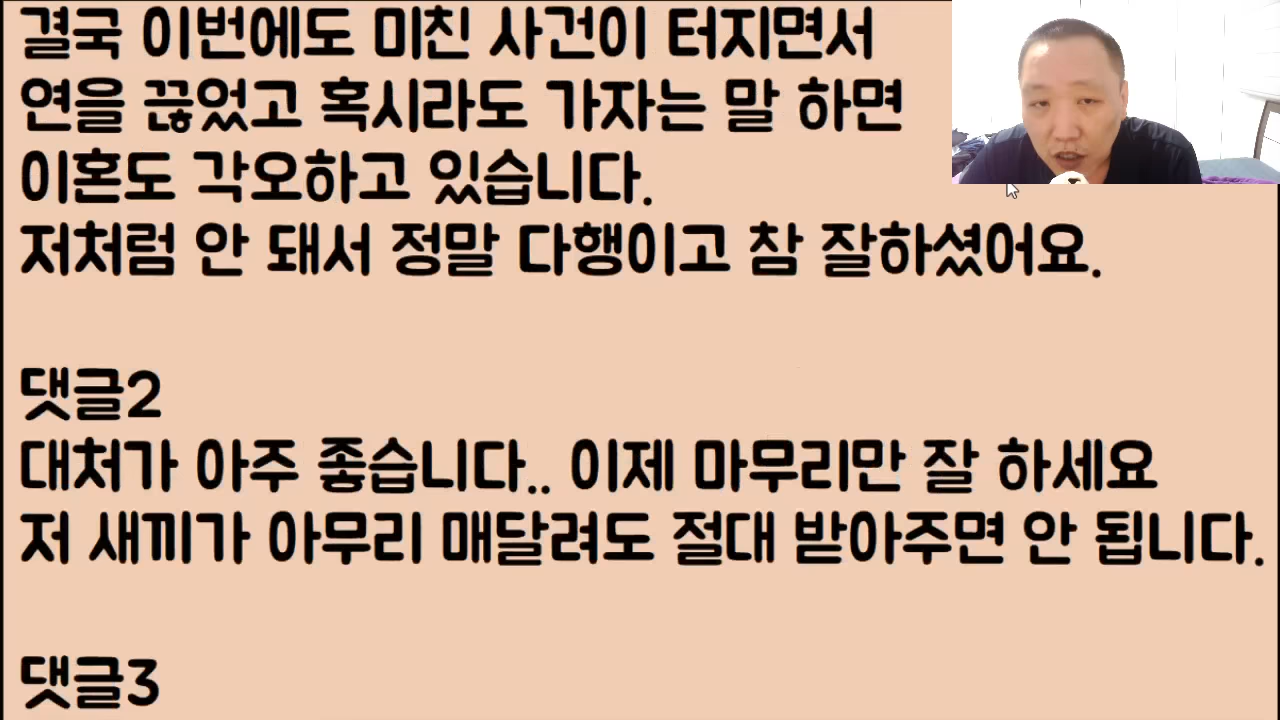 결국 이번에도 미친 사건이 터지면서
연을 끊었고 혹시라도 가자는 말 하면
이혼도 각오하고 있습니다.
저처럼 안 돼서 정말 다행이고 참 잘하셨어요.
댓글2
대처가 아주 좋습니다.. 이제 마무리만 잘 하세요
저 새끼가 아무리 매달려도 절대 받아주면 안 됩니다.
댓글3